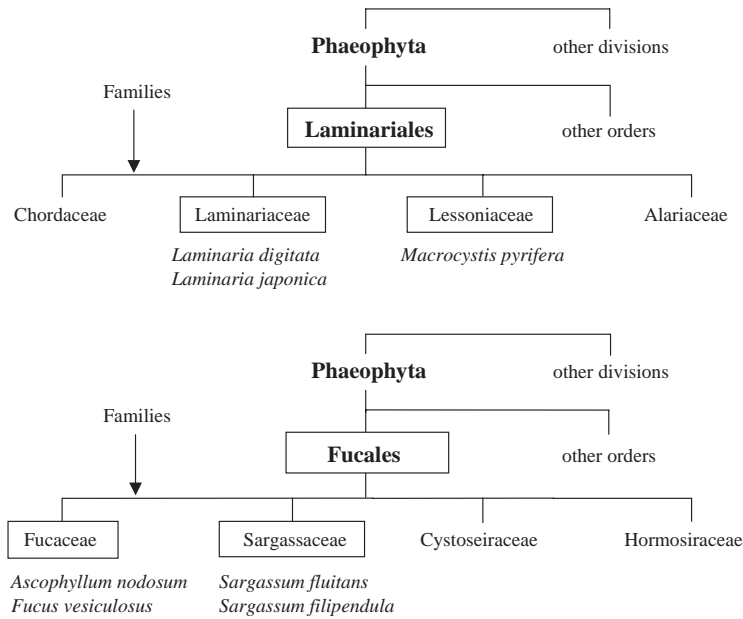 Phaeophyta
other divisions
Families
Laminariales
other orders
Chordaceae
Laminariaceae
Lessoniaceae
Alariaceae
Laminaria digitata
Laminaria japonica
Macrocystis pyrifera
Phaeophyta
other divisions
Families
Fucales
other orders
Fucaceae
Sargassaceae
Cystoseiraceae
Hormosiraceae
Ascophyllum nodosum
Fucus vesiculosus
Sargassum fluitans
Sargassum filipendula